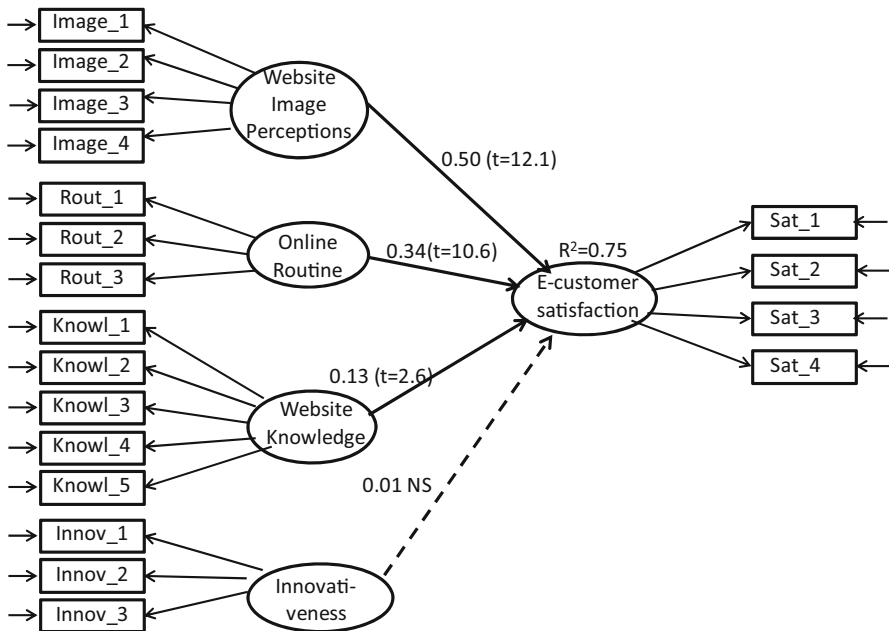 Image_1
Image_2
Image_3
Image_4
Website
Image
Perceptions
0.50 (t=12.1)
Rout_1
Rout_2
Rout_3
Online
Routine
0.34(t=10.6)
R²=0.75
E-customer
satisfaction
Sat_1
Sat_2
Sat_3
Sat_4
Knowl_1
Knowl_2
Knowl_3
Knowl_4
Knowl_5
Website
Knowledge
0.13 (t=2.6)
0.01 NS
Innov_1
Innov_2
Innov_3
Innovati-
veness